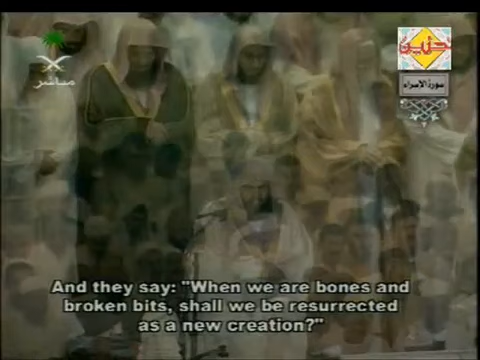 مباشر
سورة الإسراء
And they say: "When we are bones and
broken bits, shall we be resurrected
as a new creation?"